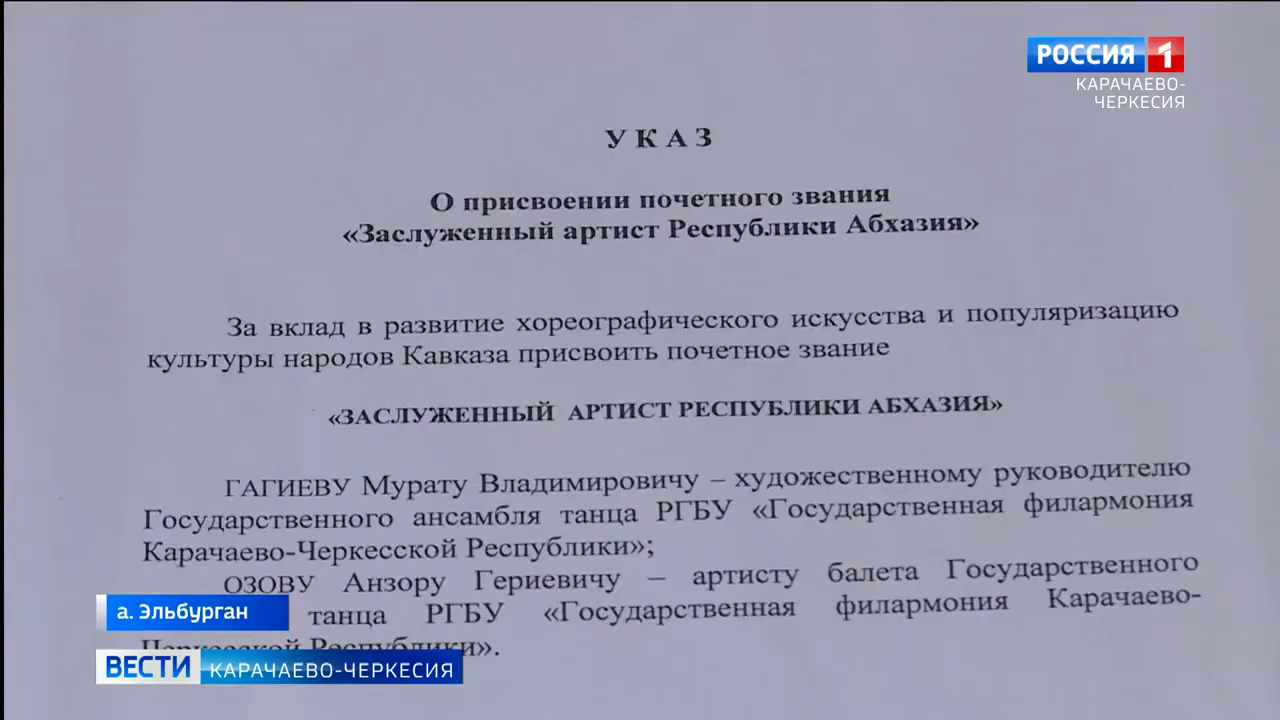 РОССИЯ 1
КАРАЧАЕВО-
ЧЕРКЕСИЯ
УКАЗ
О присвоении почетного звания
«Заслуженный артист Республики Абхазия»
За вклад в развитие хореографического искусства и популяризацию
культуры народов Кавказа присвоить почетное звание
«ЗАСЛУЖЕННЫЙ АРТИСТ РЕСПУБЛИКИ АБХАЗИЯ»
ГАГИЕВУ Мурату Владимировичу – художественному руководителю
Государственного ансамбля танца РГБУ «Государственная филармония
Карачаево-Черкесской Республики»;
ОЗОВУ Анзору Гериевичу – артисту балета Государственного
танца РГБУ «Государственная филармония Карачаево-
Черкесской Республики».
а. Эльбурган
ВЕСТИ КАРАЧАЕВО-ЧЕРКЕСИЯ